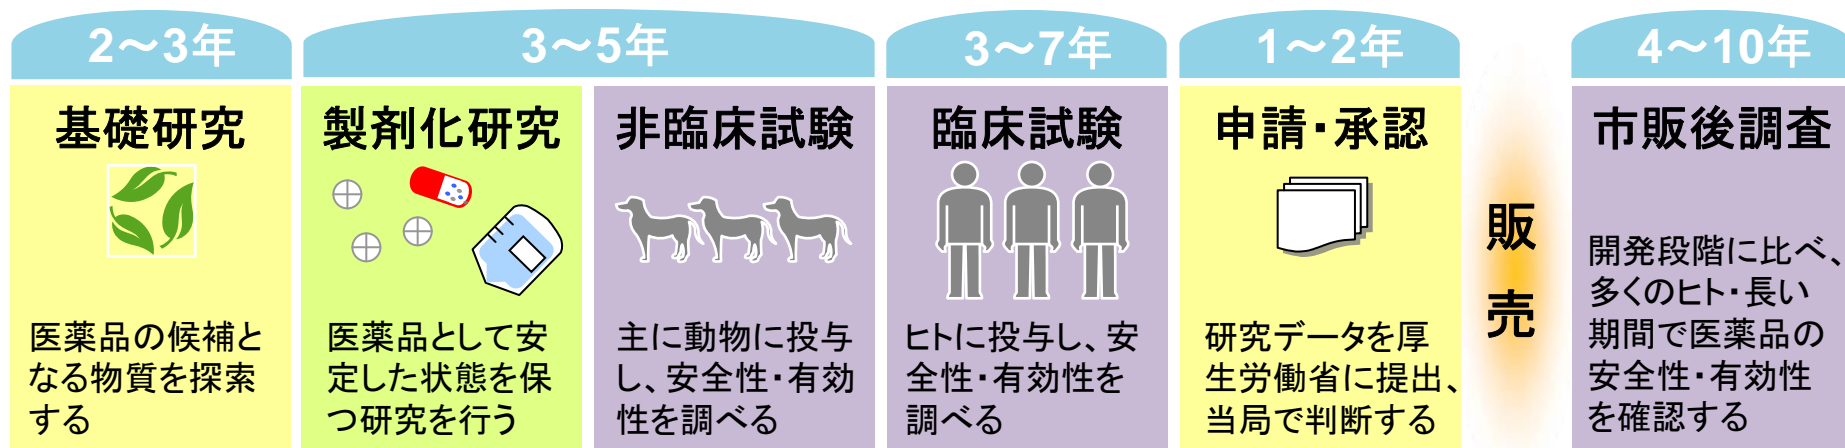 2～3年
3～5年
3～7年
1～2年
4～10年
基礎研究
医薬品の候補と
なる物質を探索
する
製剤化研究
医薬品として安
定した状態を保
つ研究を行う
非臨床試験
主に動物に投与
し、安全性・有効
性を調べる
臨床試験
ヒトに投与し、安
全性・有効性を
調べる
申請・承認
研究データを厚
生労働省に提出、
当局で判断する
販売
市販後調査
開発段階に比べ、
多くのヒト・長い
期間で医薬品の
安全性・有効性
を確認する